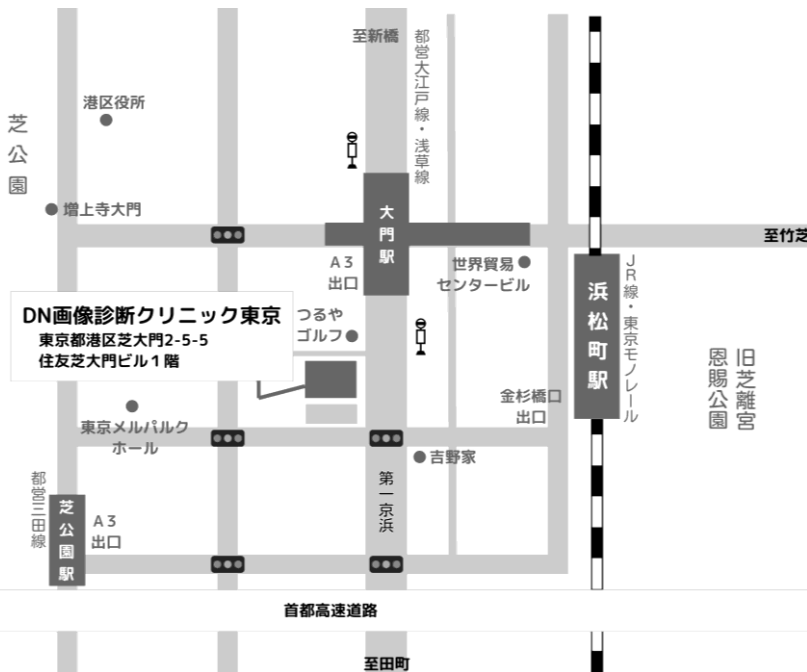 至新橋
都営大江戸線・浅草線
港区役所
芝公園
増上寺大門
大門駅
至竹芝
A3
出口
世界貿易
センタービル
浜松町駅
JR線・東京モノレール
DN画像診断クリニック東京
東京都港区芝大門2-5-5
住友芝大門ビル1階
つるや
ゴルフ
旧芝離宮
恩賜公園
金杉橋口
出口
東京メルパルク
ホール
吉野家
第一京浜
都営三田線
芝公園駅
A3
出口
首都高速道路
至田町